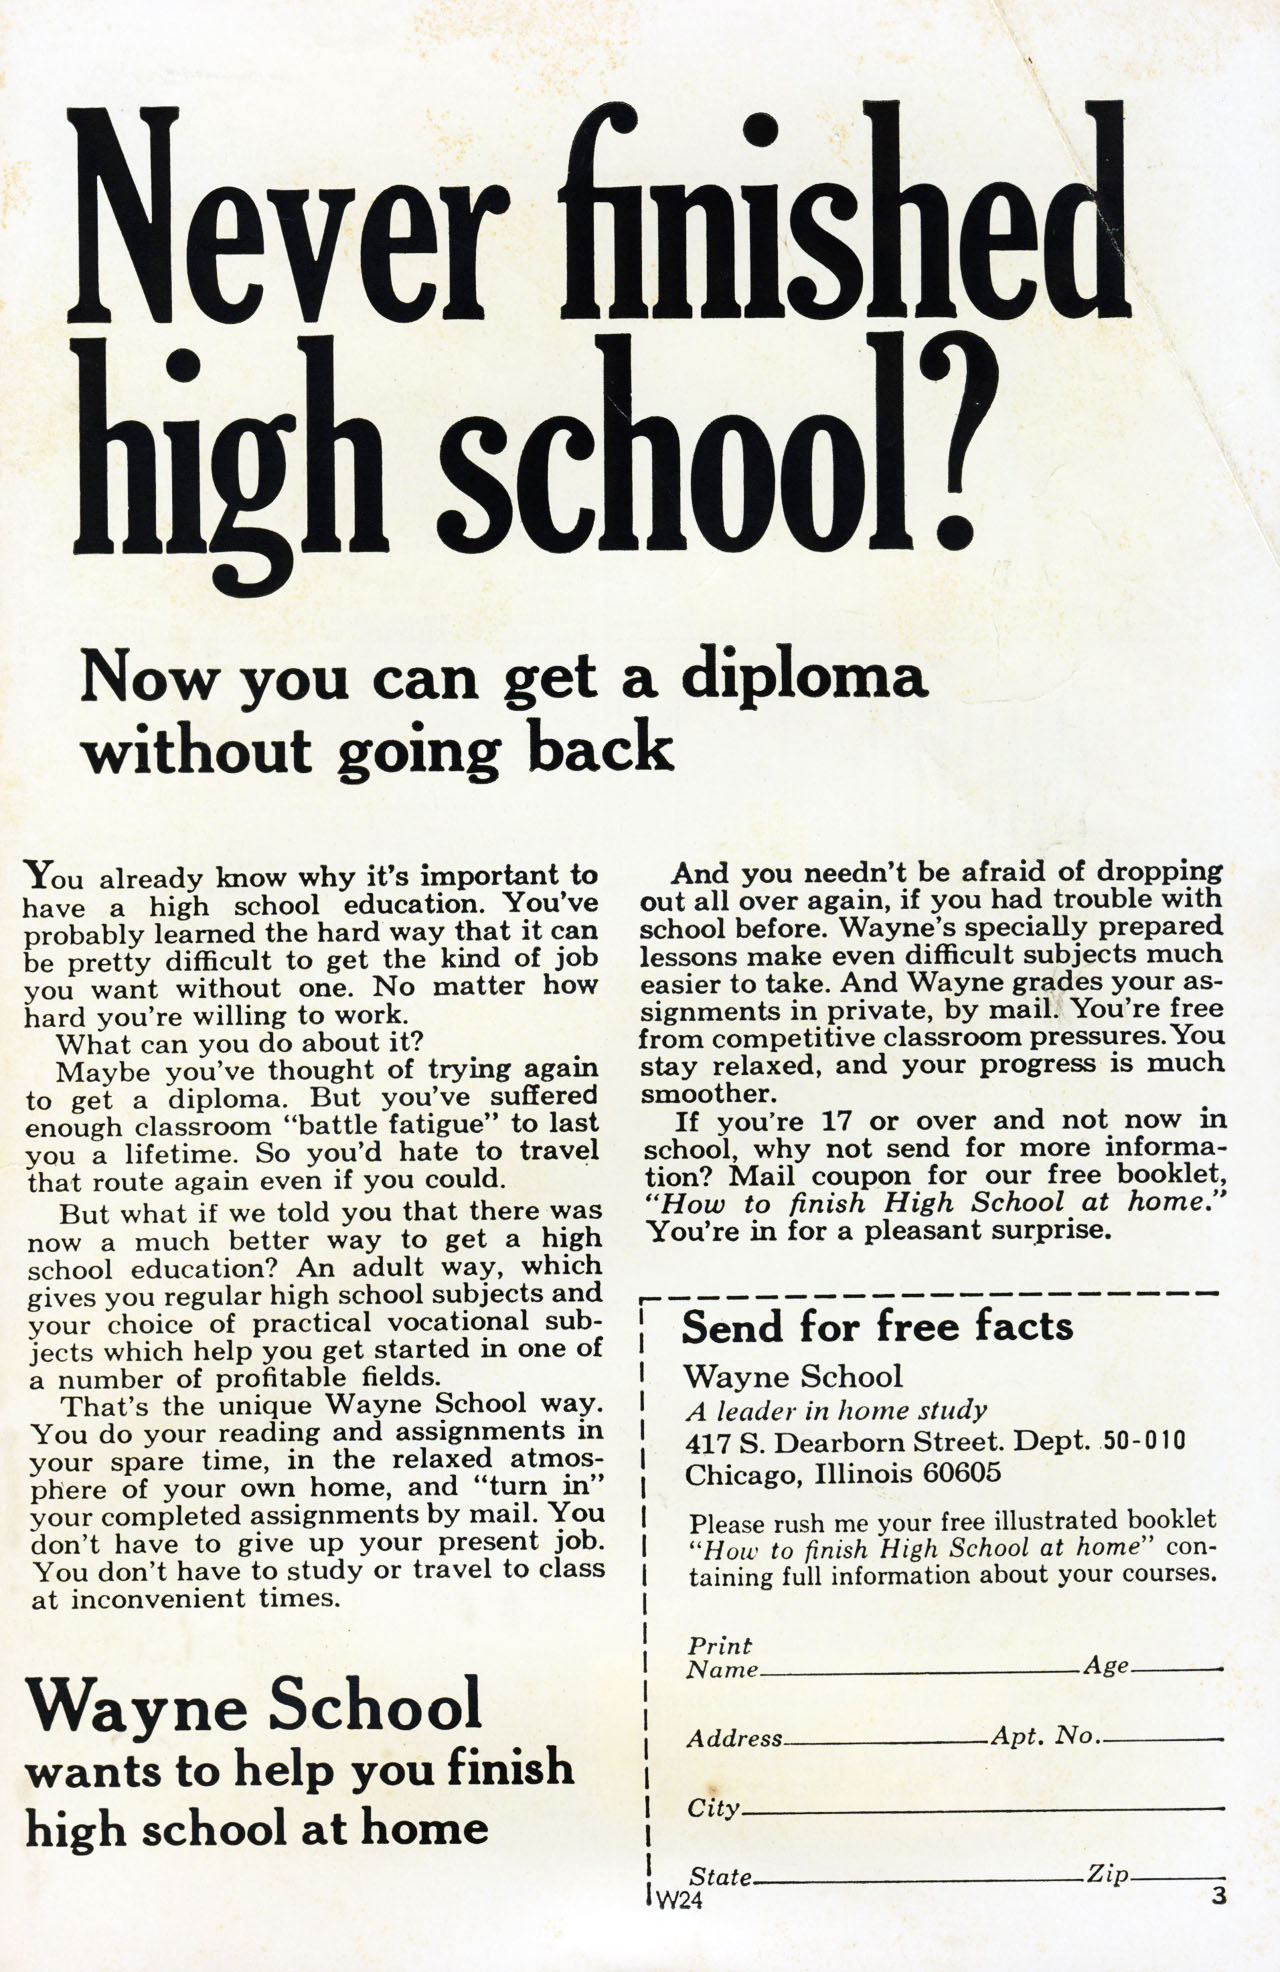 Never finished
high school?
Now you can get a diploma
without going back
You already know why it's important to
have a high school education. You've
probably learned the hard way that it can
be pretty difficult to get the kind of job
you want without one. No matter how
hard you're willing to work.
What can you do about it?
Maybe you've thought of trying again
to get a diploma. But you've suffered
enough classroom "battle fatigue" to last
you a lifetime. So you'd hate to travel
that route again even if you could.
But what if we told you that there was
now a much better way to get a high
school education? An adult way, which
gives you regular high school subjects and
your choice of practical vocational sub-
jects which help you get started in one of
a number of profitable fields.
That's the unique Wayne School way.
You do your reading and assignments in
your spare time, in the relaxed atmos-
phere of your own home, and "turn in"
your completed assignments by mail. You
don't have to give up your present job.
You don't have to study or travel to class
at inconvenient times.
Wayne School
wants to help you finish
high school at home
And you needn't be afraid of dropping
out all over again, if you had trouble with
school before. Wayne's specially prepared
lessons make even difficult subjects much
easier to take. And Wayne grades your as-
signments in private, by mail. You're free
from competitive classroom pressures. You
stay relaxed, and your progress is much
smoother.
If you're 17 or over and not now in
school, why not send for more informa-
tion? Mail coupon for our free booklet,
"How to finish High School at home."
You're in for a pleasant surprise.
Send for free facts
Wayne School
A leader in home study
417 S. Dearborn Street. Dept. 50-010
Chicago, Illinois 60605
Please rush me your free illustrated booklet
"How to finish High School at home" con-
taining full information about your courses.
Print
Name Age
Address Apt. No.
City
State Zip
W24 3